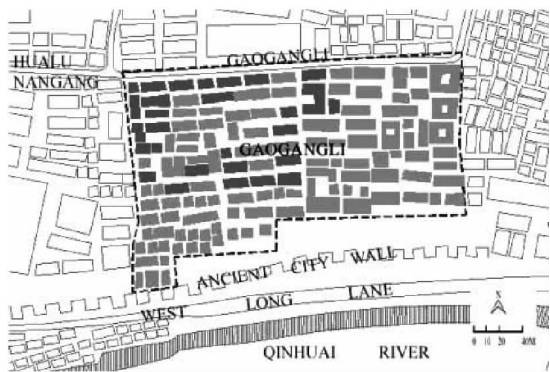 GAOGANGLI
HUALU
NANGANG
GAOGANGLI
ANCIENT CITY WALL
WEST LONG LANE
QINHUAI RIVER
N
0 10 20 40M